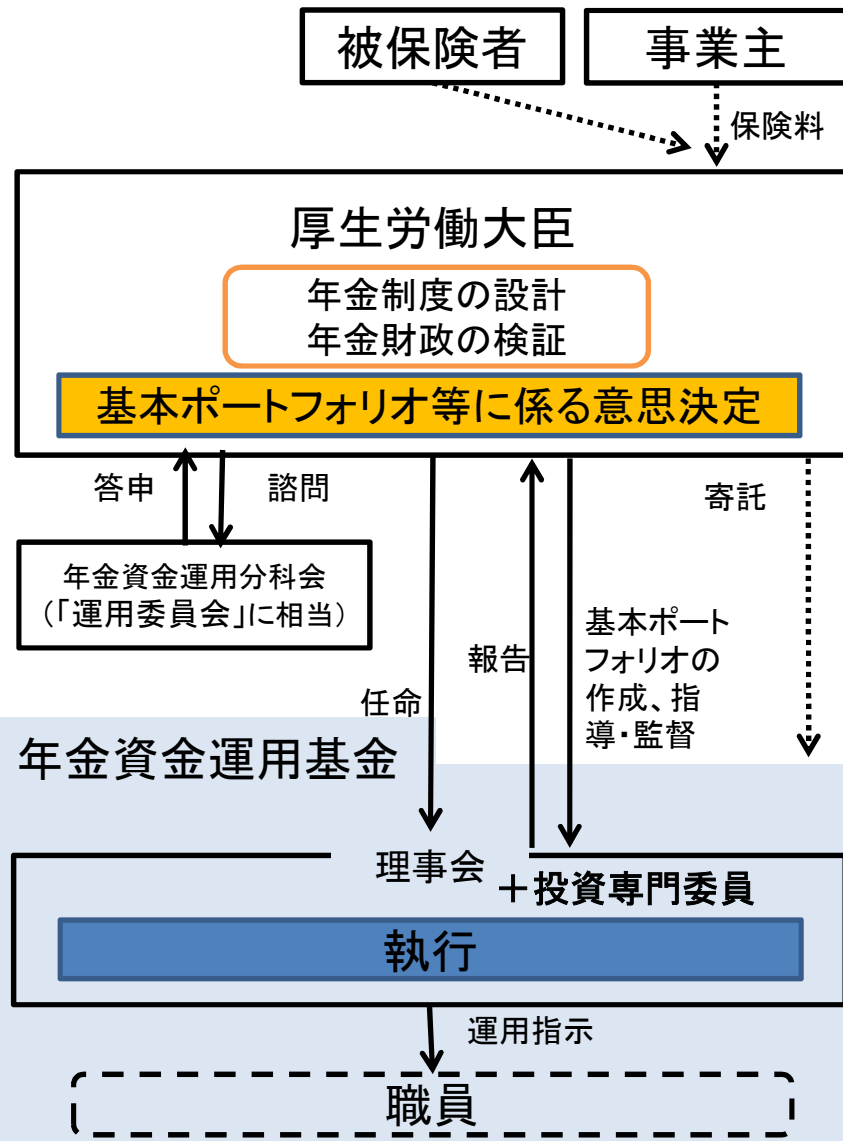 被保険者
事業主
保険料
厚生労働大臣
年金制度の設計
年金財政の検証
基本ポートフォリオ等に係る意思決定
答申
諮問
寄託
年金資金運用分科会
(「運用委員会」に相当)
報告
基本ポート
フォリオの
作成、指
導・監督
任命
年金資金運用基金
理事会
+投資専門委員
執行
運用指示
職員